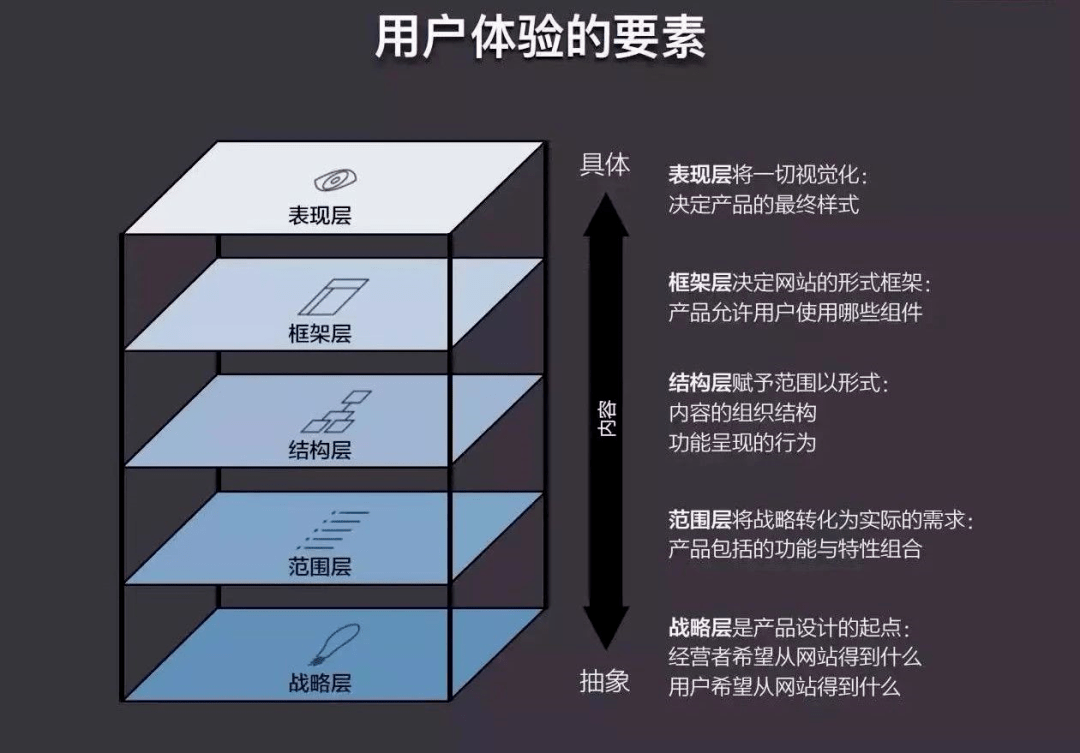 用户体验的要素
表现层
框架层
结构层
范围层
战略层
具体
内容
抽象
表现层将一切视觉化：
决定产品的最终样式
框架层决定网站的形式框架：
产品允许用户使用哪些组件
结构层赋予范围以形式：
内容的组织结构
功能呈现的行为
范围层将战略转化为实际的需求：
产品包括的功能与特性组合
战略层是产品设计的起点：
经营者希望从网站得到什么
用户希望从网站得到什么